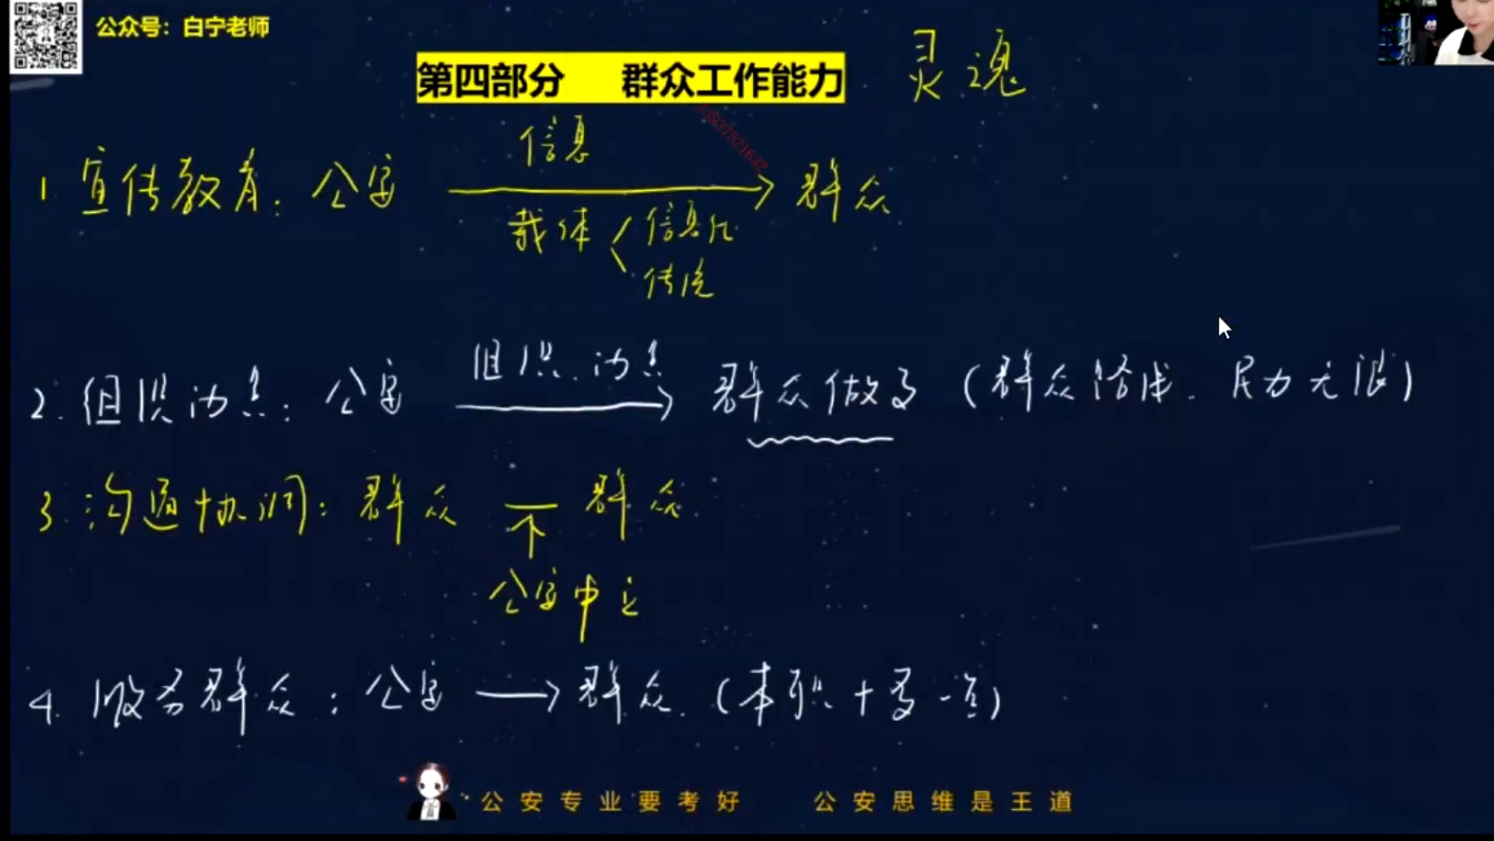 公众号：白宁老师
第四部分 群众工作能力 灵魂
信息
1. 宣传教育：公安 → 群众
载体 信息化
传统
组织动员
2. 组织动员：公安 → 群众做事（群众路线、民力无限）
3. 沟通协调：群众 — 群众
公安中立
4. 服务群众：公安 → 群众（本职+多一点）
公安专业要考好 公安思维是王道